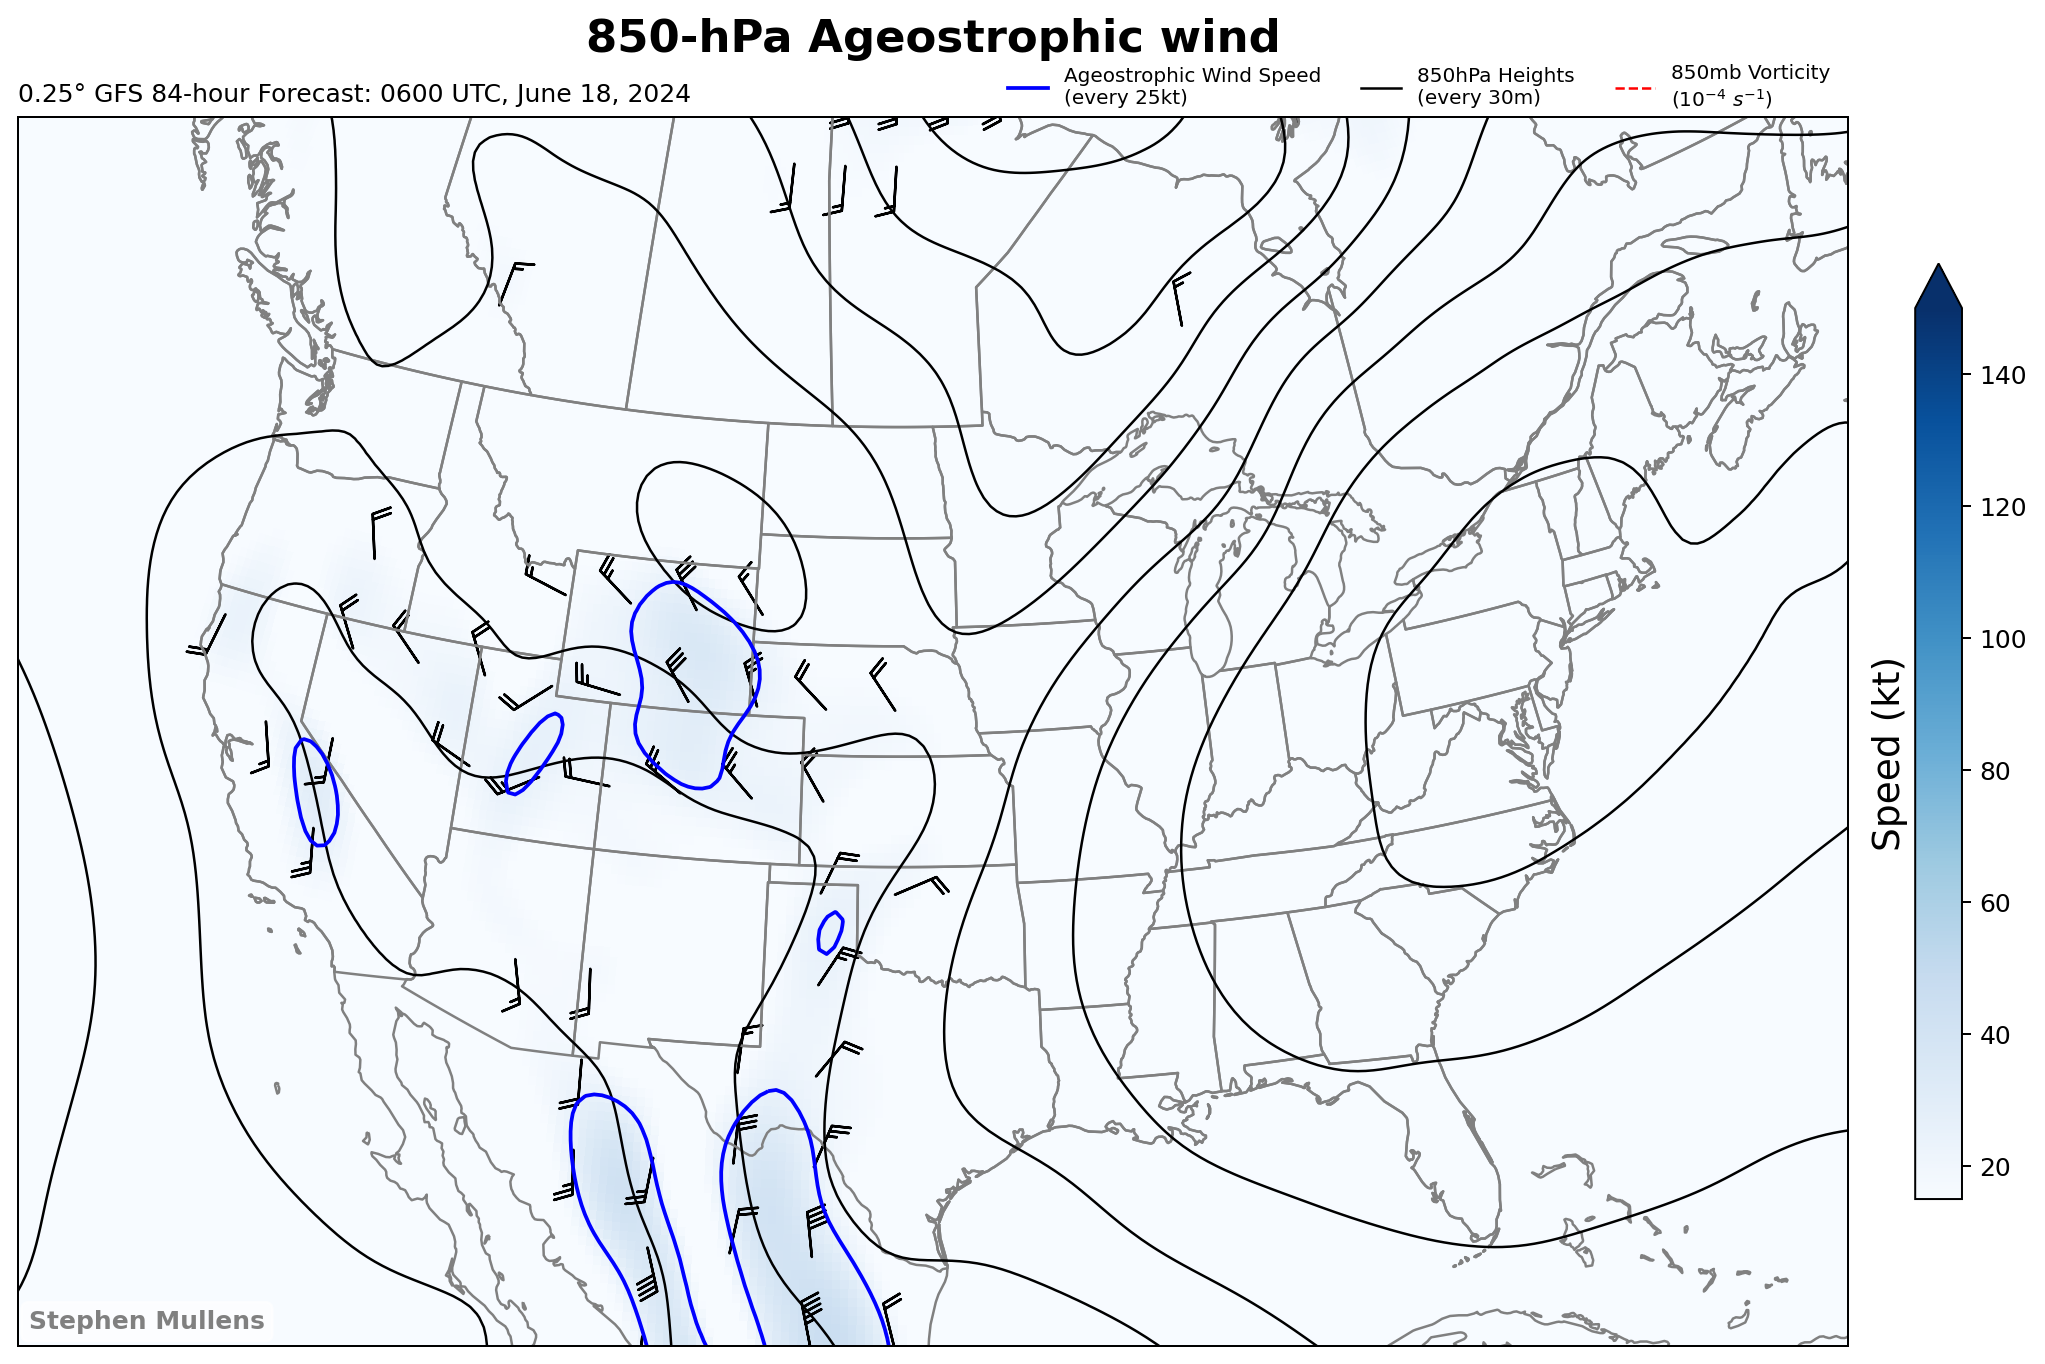 850-hPa Ageostrophic wind
0.25° GFS 84-hour Forecast: 0600 UTC, June 18, 2024
Ageostrophic Wind Speed
(every 25kt)
850hPa Heights
(every 30m)
850mb Vorticity
(10⁻⁴ s⁻¹)
140
120
100
80
60
40
20
Speed (kt)
Stephen Mullens